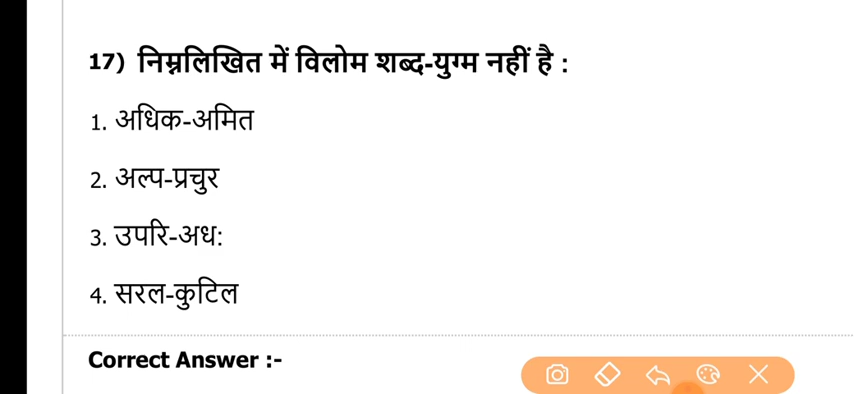 17) निम्नलिखित में विलोम शब्द-युग्म नहीं है :
1. अधिक-अमित
2. अल्प-प्रचुर
3. उपरि-अध:
4. सरल-कुटिल
Correct Answer :-